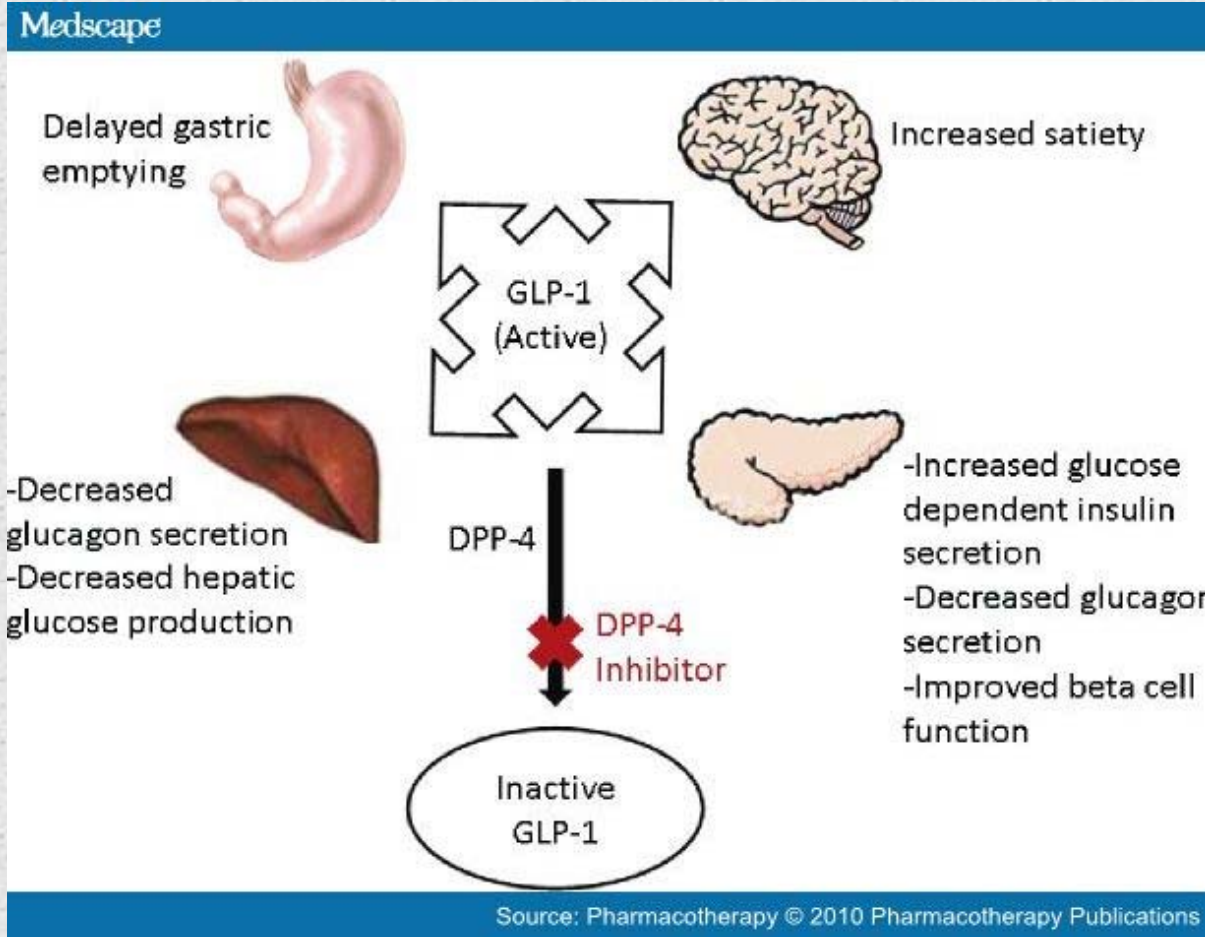 Medscape
Delayed gastric
emptying
Increased satiety
GLP-1
(Active)
-Decreased
glucagon secretion
-Decreased hepatic
glucose production
DPP-4
DPP-4
Inhibitor
-Increased glucose
dependent insulin
secretion
-Decreased glucagon
secretion
-Improved beta cell
function
Inactive
GLP-1
Source: Pharmacotherapy © 2010 Pharmacotherapy Publications